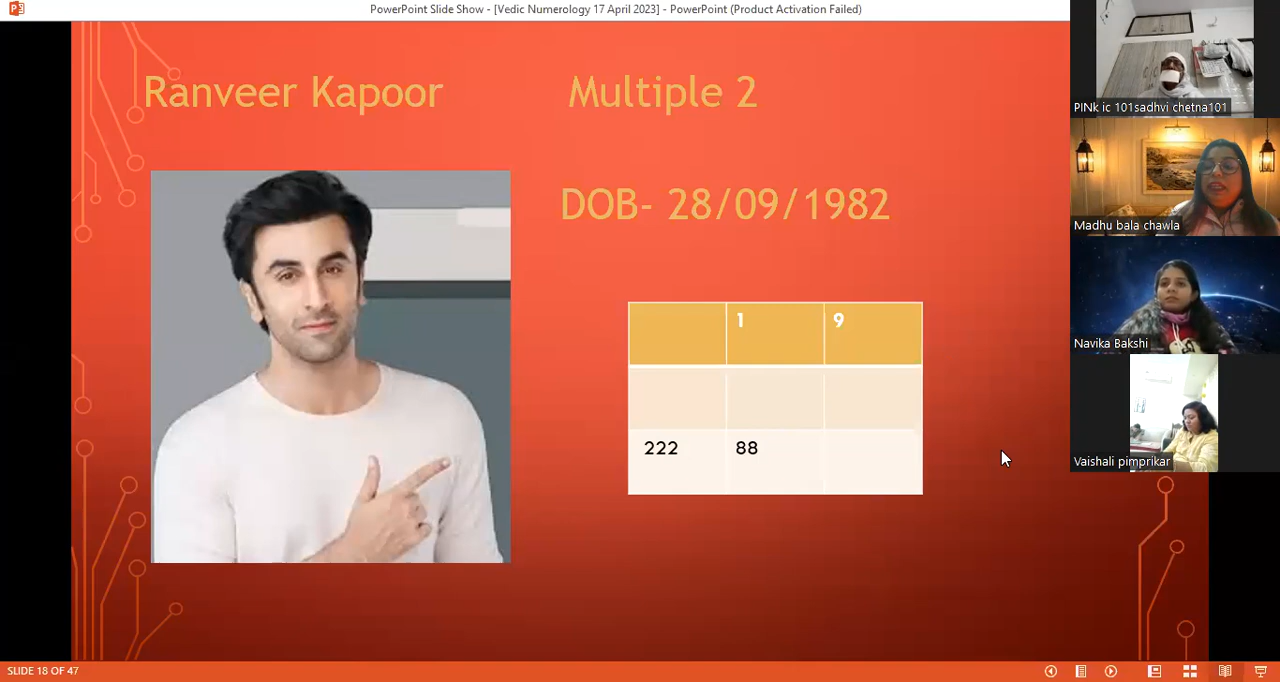 PowerPoint Slide Show - [Vedic Numerology 17 April 2023] - PowerPoint (Product Activation Failed)
Ranveer Kapoor
Multiple 2
DOB- 28/09/1982
1 9
222 88
PINk ic 101sadhvi chetna101
Madhu bala chawla
Navika Bakshi
Vaishali pimprikar
SLIDE 18 OF 47